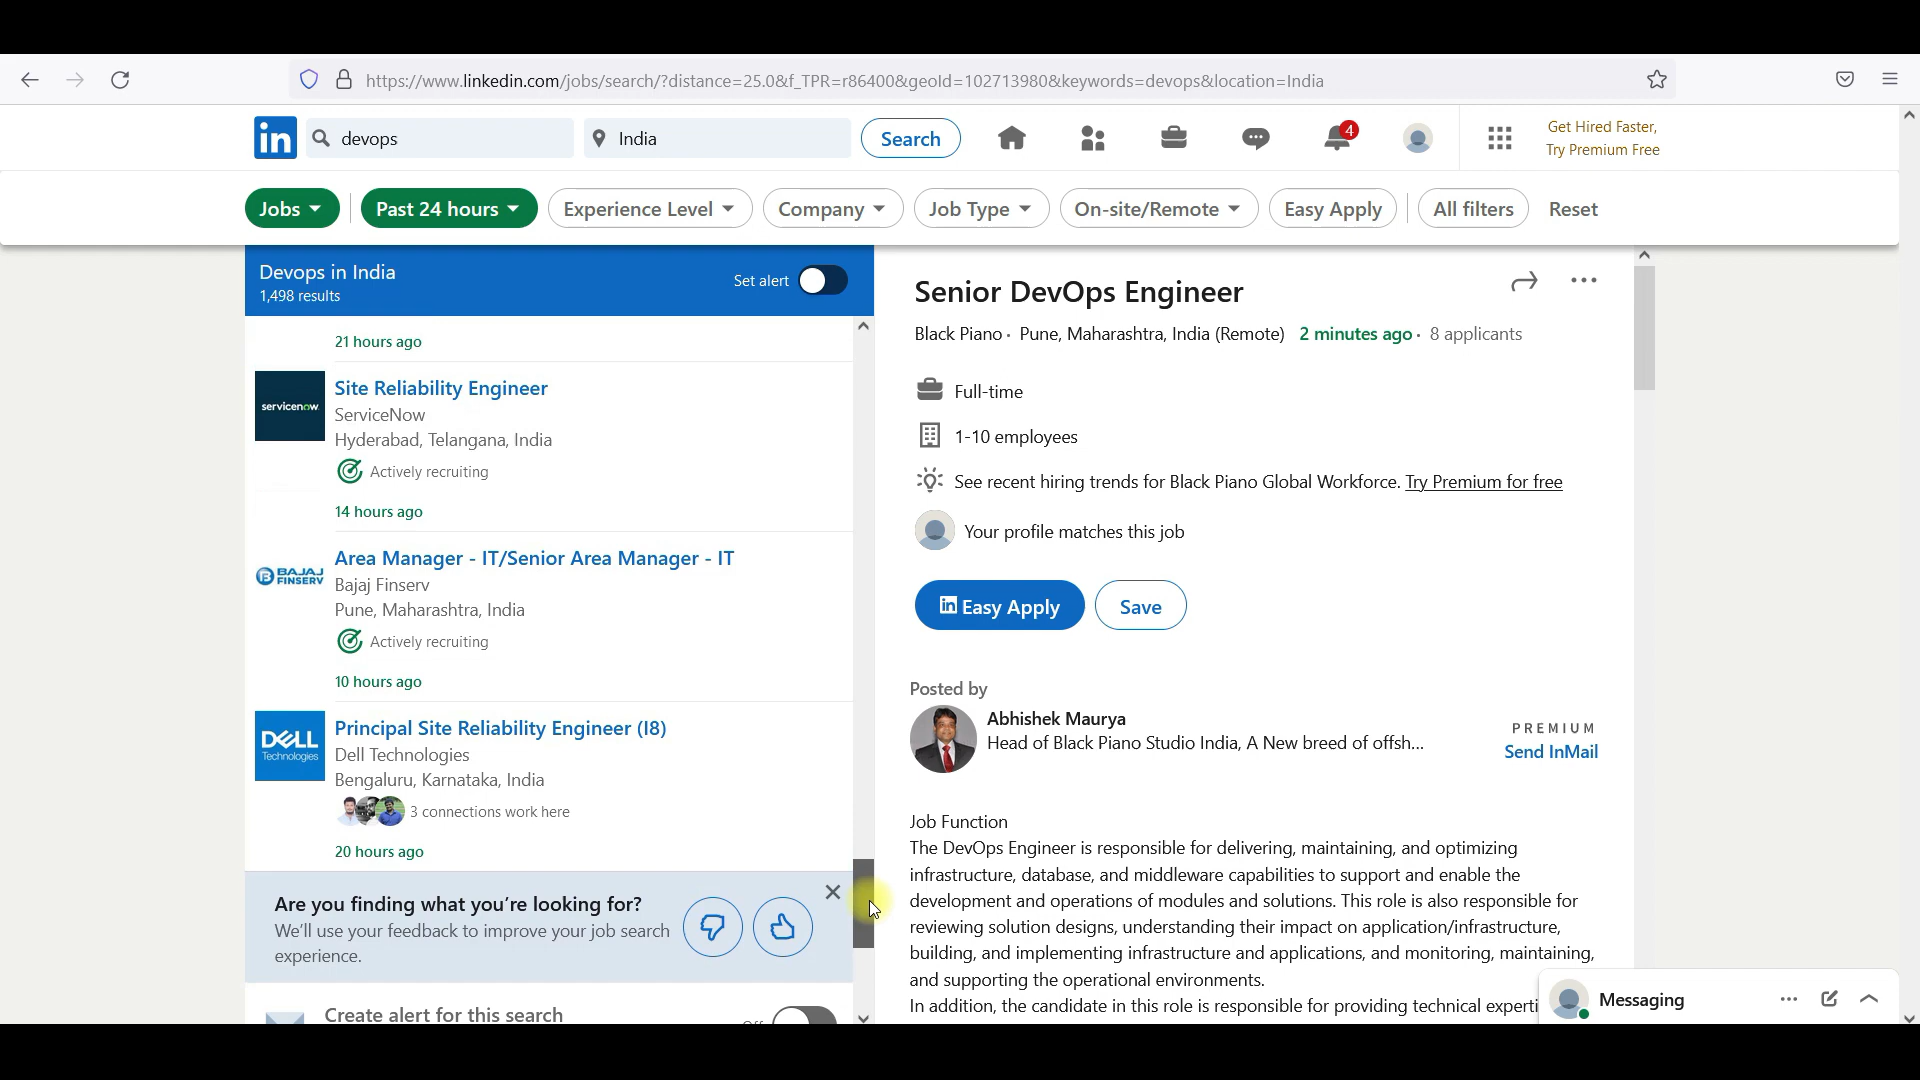 https://www.linkedin.com/jobs/search/?distance=25.0&f_TPR=r86400&geoId=102713980&keywords=devops&location=India
in
devops
India
Search
4
Get Hired Faster,
Try Premium Free
Jobs
Past 24 hours
Experience Level
Company
Job Type
On-site/Remote
Easy Apply
All filters
Reset
Devops in India
1,498 results
Set alert
21 hours ago
servicenow
Site Reliability Engineer
ServiceNow
Hyderabad, Telangana, India
Actively recruiting
14 hours ago
BAJAJ
FINSERV
Area Manager - IT/Senior Area Manager - IT
Bajaj Finserv
Pune, Maharashtra, India
Actively recruiting
10 hours ago
DELL
Technologies
Principal Site Reliability Engineer (I8)
Dell Technologies
Bengaluru, Karnataka, India
3 connections work here
20 hours ago
Are you finding what you’re looking for?
We’ll use your feedback to improve your job search
experience.
Create alert for this search
Senior DevOps Engineer
Black Piano · Pune, Maharashtra, India (Remote) 2 minutes ago · 8 applicants
Full-time
1-10 employees
See recent hiring trends for Black Piano Global Workforce. Try Premium for free
Your profile matches this job
in Easy Apply
Save
Posted by
Abhishek Maurya
Head of Black Piano Studio India, A New breed of offsh...
PREMIUM
Send InMail
Job Function
The DevOps Engineer is responsible for delivering, maintaining, and optimizing
infrastructure, database, and middleware capabilities to support and enable the
development and operations of modules and solutions. This role is also responsible for
reviewing solution designs, understanding their impact on application/infrastructure,
building, and implementing infrastructure and applications, and monitoring, maintaining,
and supporting the operational environments.
In addition, the candidate in this role is responsible for providing technical experti
Messaging